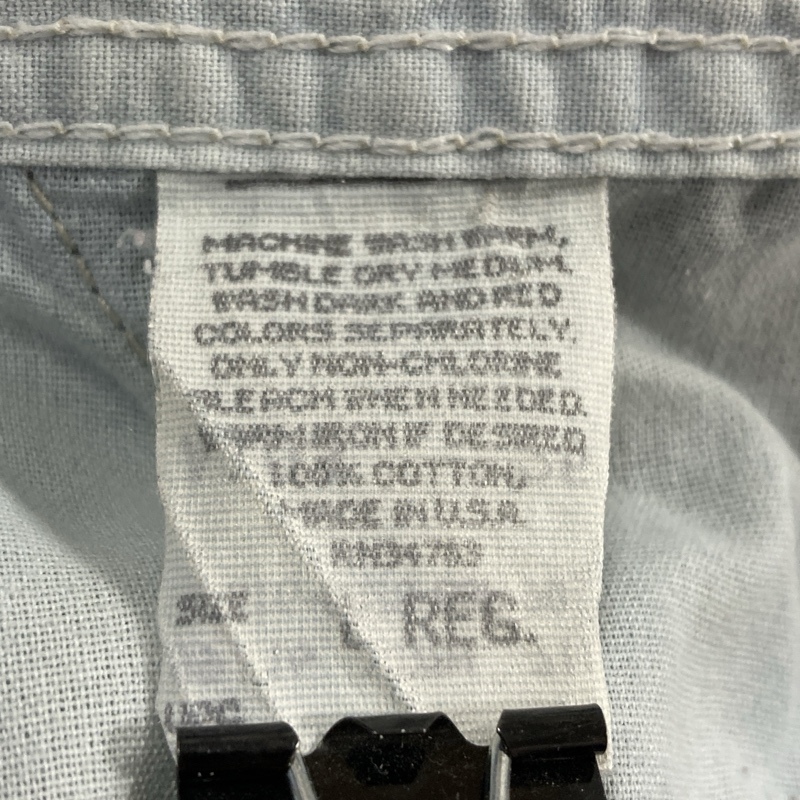 MACHINE WASH WARM,
TUMBLE DRY MEDIUM.
WASH DARK AND RED
COLORS SEPARATELY.
ONLY NON-CHLORINE
BLEACH WHEN NEEDED.
WARM IRON IF DESIRED
100% COTTON,
MADE IN U.S.A.
SIZE
REG.